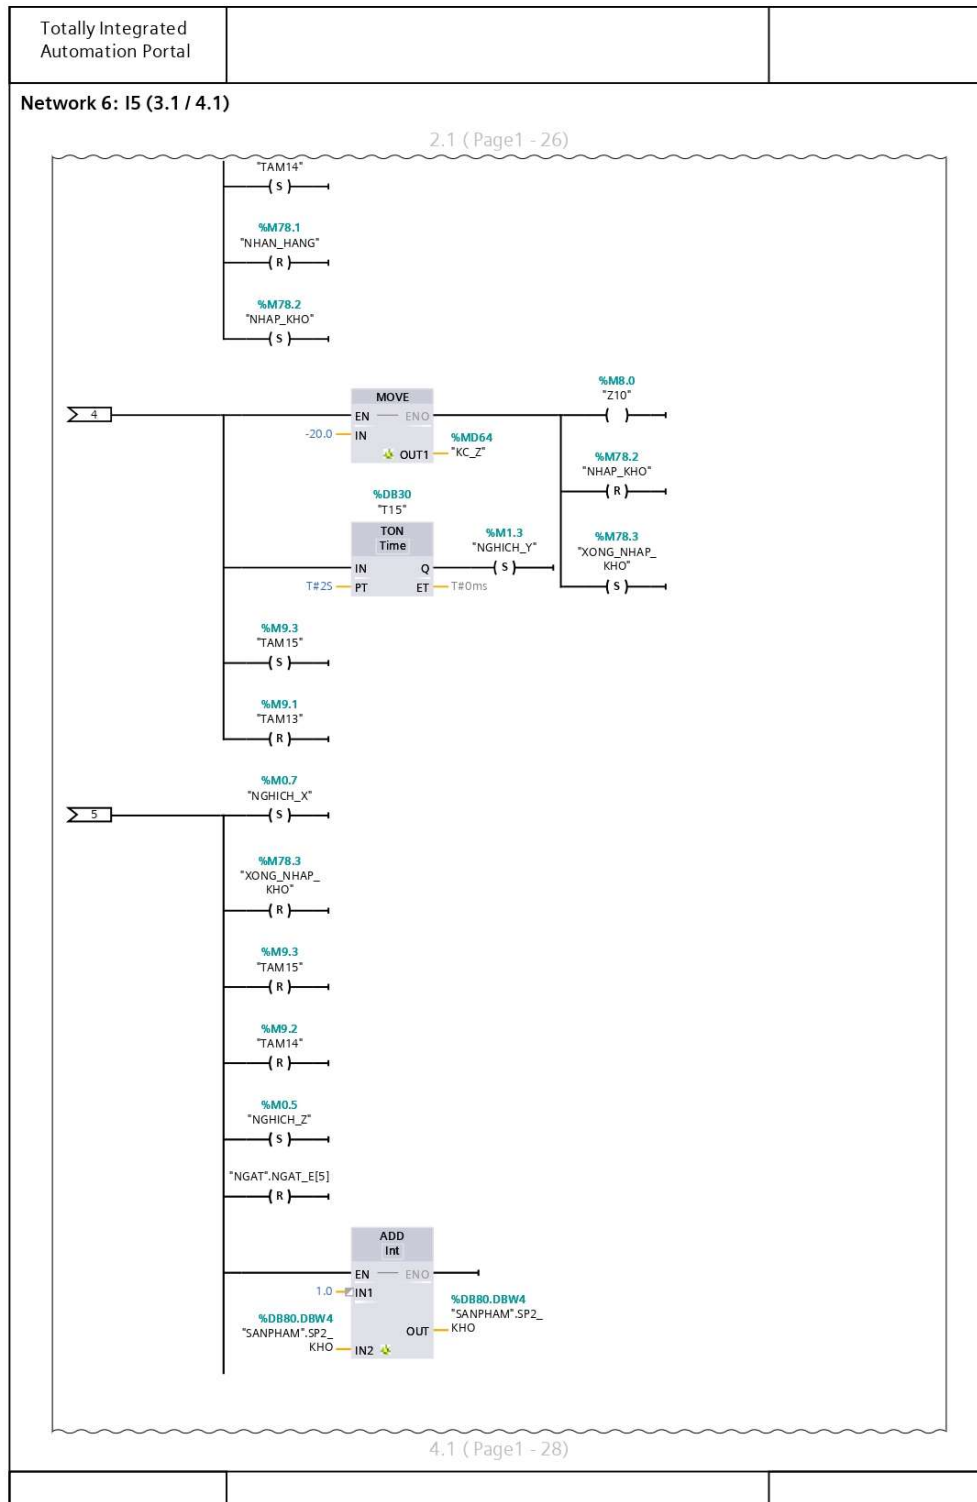 Totally Integrated
Automation Portal
Network 6: I5 (3.1 / 4.1)
2.1 ( Page1 - 26)
"TAM14"
( S )
%M78.1
"NHAN_HANG"
( R )
%M78.2
"NHAP_KHO"
( S )
4
MOVE
EN ENO
-20.0 IN
OUT1
%MD64
"KC_Z"
%M8.0
"Z10"
( )
%M78.2
"NHAP_KHO"
( R )
%M78.3
"XONG_NHAP_
KHO"
( S )
%DB30
"T15"
TON
Time
IN Q
T#2S PT ET T#0ms
%M1.3
"NGHICH_Y"
( S )
%M9.3
"TAM15"
( S )
%M9.1
"TAM13"
( R )
5
%M0.7
"NGHICH_X"
( S )
%M78.3
"XONG_NHAP_
KHO"
( R )
%M9.3
"TAM15"
( R )
%M9.2
"TAM14"
( R )
%M0.5
"NGHICH_Z"
( S )
"NGAT".NGAT_E[5]
( R )
ADD
Int
EN ENO
1.0 IN1
%DB80.DBW4
"SANPHAM".SP2_
KHO IN2
OUT
%DB80.DBW4
"SANPHAM".SP2_
KHO
4.1 ( Page1 - 28)